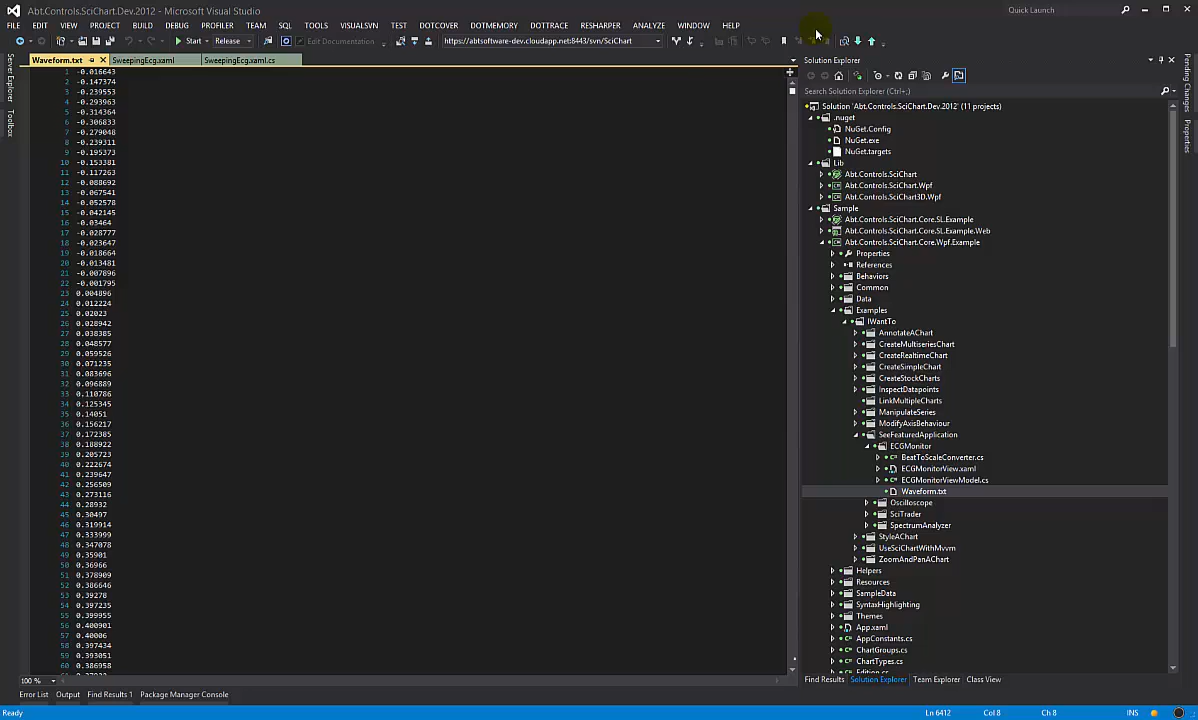 Abt.Controls.SciChart.Dev.2012 - Microsoft Visual Studio
Quick Launch
FILE EDIT VIEW PROJECT BUILD DEBUG PROFILER TEAM SQL TOOLS VISUALSVN TEST DOTCOVER DOTMEMORY DOTTRACE RESHARPER ANALYZE WINDOW HELP
Start Release Edit Documentation https://abtsoftware-dev.cloudapp.net:8443/svn/SciChart
Waveform.txt SweepingEcg.xaml SweepingEcg.xaml.cs
Server Explorer
Toolbox
1 -0.016643
2 -0.147374
3 -0.239553
4 -0.293963
5 -0.314364
6 -0.306833
7 -0.279048
8 -0.239311
9 -0.195373
10 -0.153381
11 -0.117263
12 -0.088692
13 -0.067541
14 -0.052578
15 -0.042145
16 -0.03464
17 -0.028777
18 -0.023647
19 -0.018664
20 -0.013481
21 -0.007896
22 -0.001795
23 0.004896
24 0.012224
25 0.02023
26 0.028942
27 0.038385
28 0.048577
29 0.059526
30 0.071235
31 0.083696
32 0.096889
33 0.110786
34 0.125345
35 0.14051
36 0.156217
37 0.172385
38 0.188922
39 0.205723
40 0.222674
41 0.239647
42 0.256509
43 0.273116
44 0.28932
45 0.30497
46 0.319914
47 0.333999
48 0.347078
49 0.35901
50 0.36966
51 0.378909
52 0.386646
53 0.39278
54 0.397235
55 0.399955
56 0.400901
57 0.40006
58 0.397434
59 0.393051
60 0.386958
100 %
Solution Explorer
Search Solution Explorer (Ctrl+;)
Solution 'Abt.Controls.SciChart.Dev.2012' (11 projects)
.nuget
NuGet.Config
NuGet.exe
NuGet.targets
Lib
Abt.Controls.SciChart
Abt.Controls.SciChart.Wpf
Abt.Controls.SciChart3D.Wpf
Sample
Abt.Controls.SciChart.Core.SL.Example
Abt.Controls.SciChart.Core.SL.Example.Web
Abt.Controls.SciChart.Core.Wpf.Example
Properties
References
Behaviors
Common
Data
Examples
IWantTo
AnnotateAChart
CreateMultiseriesChart
CreateRealtimeChart
CreateSimpleChart
CreateStockCharts
InspectDatapoints
LinkMultipleCharts
ManipulateSeries
ModifyAxisBehaviour
SeeFeaturedApplication
ECGMonitor
BeatToScaleConverter.cs
ECGMonitorView.xaml
ECGMonitorViewModel.cs
Waveform.txt
Oscilloscope
SciTrader
SpectrumAnalyzer
StyleAChart
UseSciChartWithMvvm
ZoomAndPanAChart
Helpers
Resources
SampleData
SyntaxHighlighting
Themes
App.xaml
AppConstants.cs
ChartGroups.cs
ChartTypes.cs
Find Results Solution Explorer Team Explorer Class View
Pending Changes
Properties
Error List Output Find Results 1 Package Manager Console
Ready Ln 6412 Col 8 Ch 8 INS